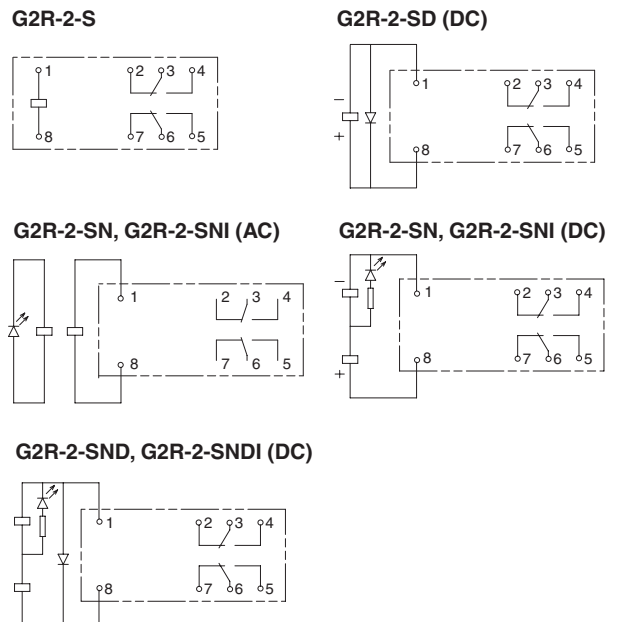 G2R-2-S
1 2 3 4
8 7 6 5
G2R-2-SD (DC)
− 1 2 3 4
+ 8 7 6 5
G2R-2-SN, G2R-2-SNI (AC)
1 2 3 4
8 7 6 5
G2R-2-SN, G2R-2-SNI (DC)
− 1 2 3 4
+ 8 7 6 5
G2R-2-SND, G2R-2-SNDI (DC)
1 2 3 4
8 7 6 5